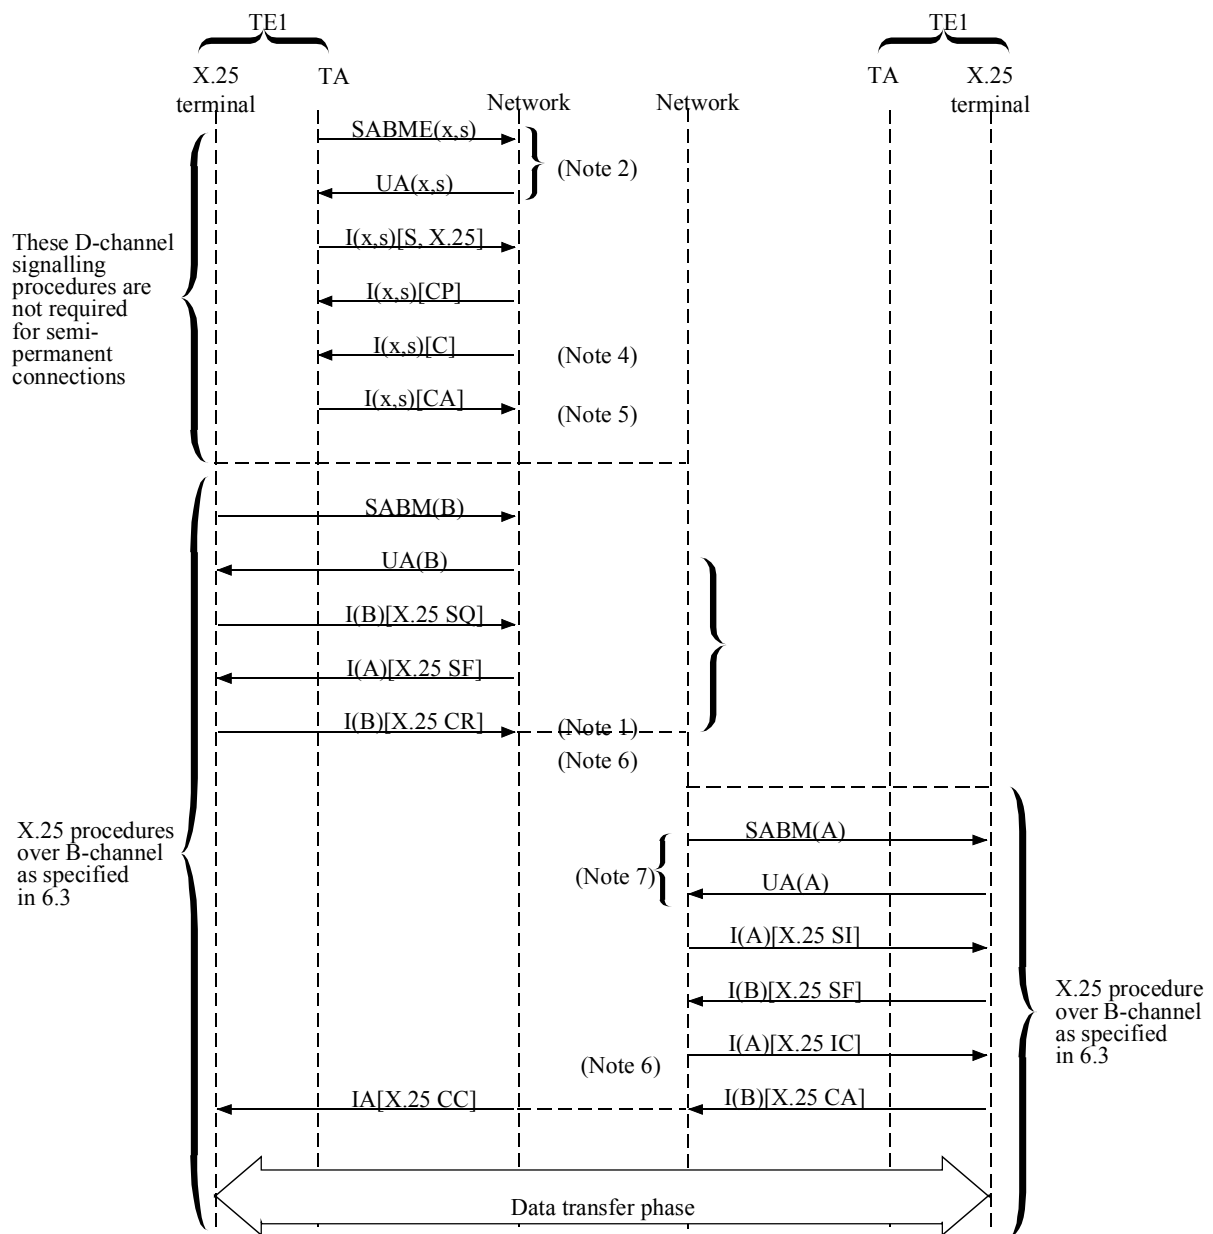 TE1
TE1
X.25
terminal
TA
Network
Network
TA
X.25
terminal
SABME(x,s)
(Note 2)
UA(x,s)
These D-channel
signalling
procedures are
not required
for semi-
permanent
connections
I(x,s)[S, X.25]
I(x,s)[CP]
I(x,s)[C]
(Note 4)
I(x,s)[CA]
(Note 5)
SABM(B)
UA(B)
I(B)[X.25 SQ]
I(A)[X.25 SF]
I(B)[X.25 CR]
(Note 1)
(Note 6)
X.25 procedures
over B-channel
as specified
in 6.3
SABM(A)
(Note 7)
UA(A)
I(A)[X.25 SI]
I(B)[X.25 SF]
X.25 procedure
over B-channel
as specified
in 6.3
I(A)[X.25 IC]
(Note 6)
IA[X.25 CC]
I(B)[X.25 CA]
Data transfer phase